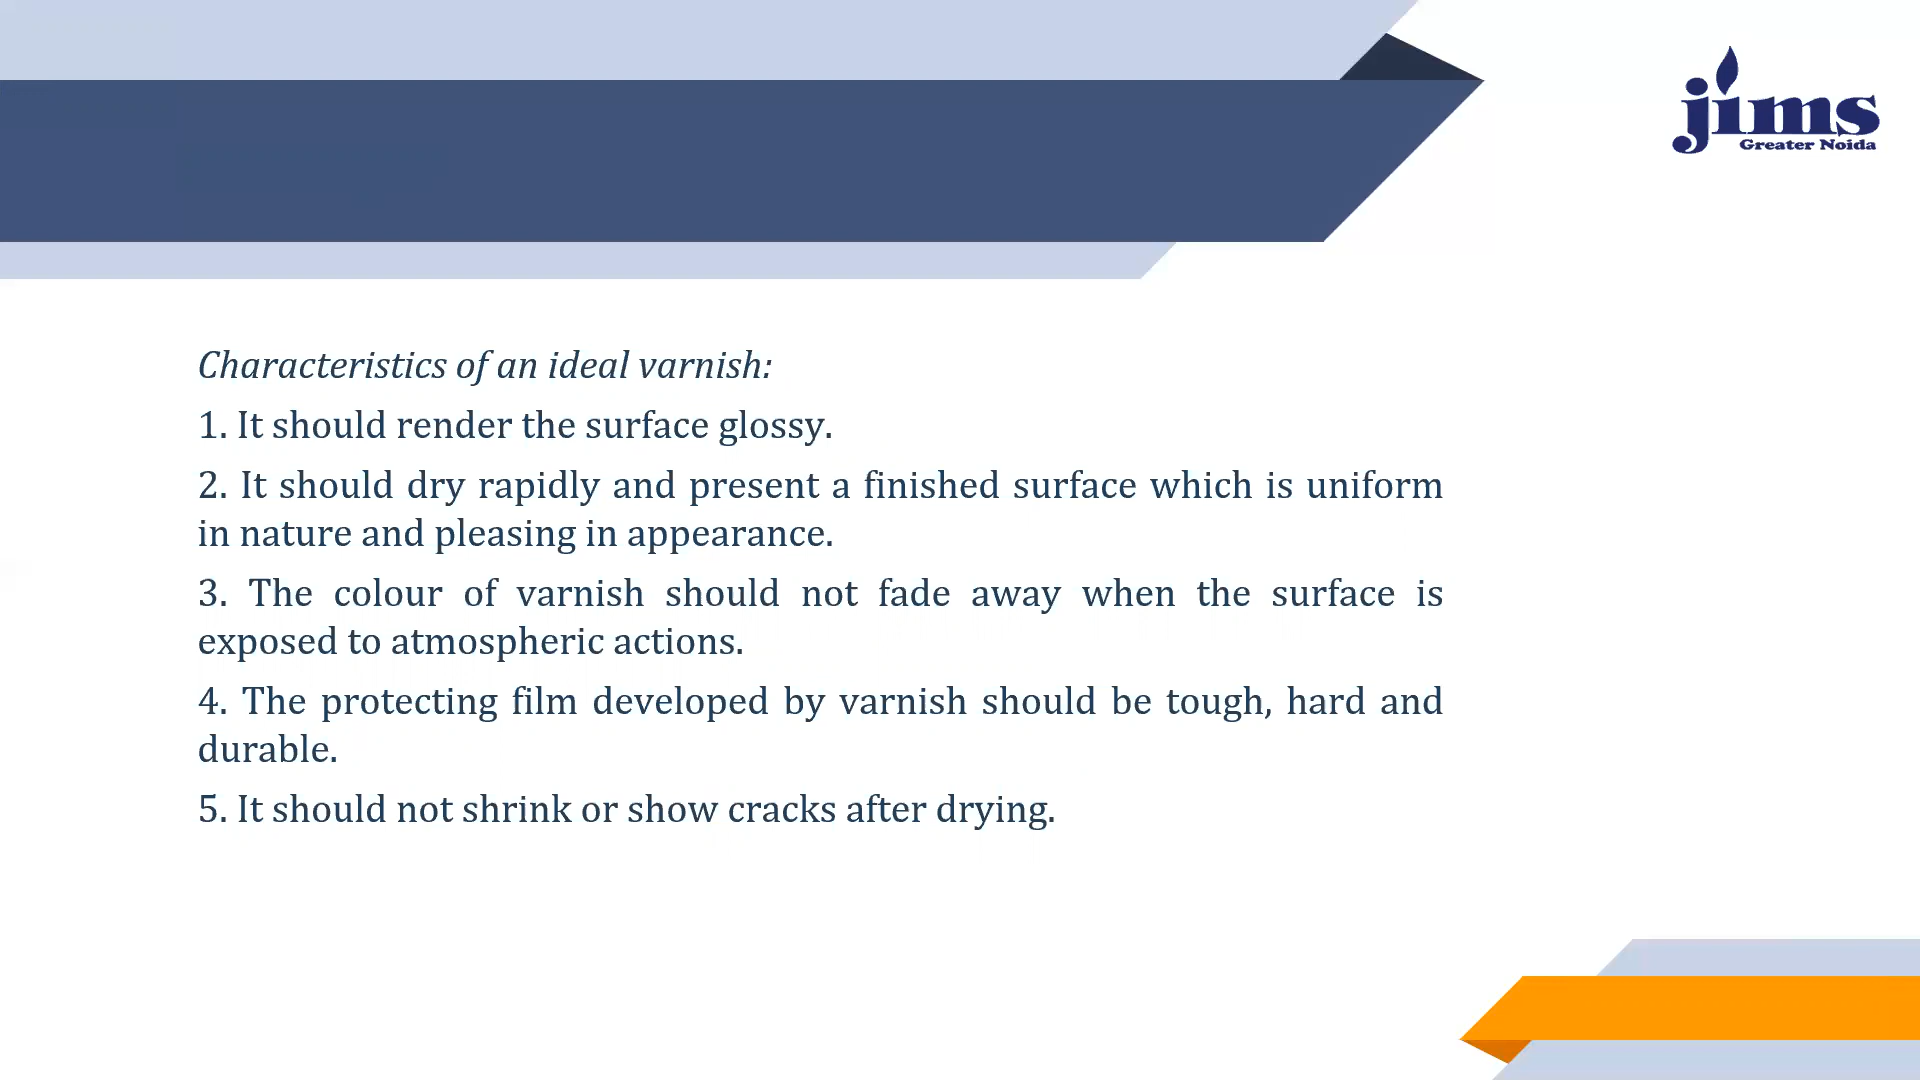 jims
Greater Noida
Characteristics of an ideal varnish:
1. It should render the surface glossy.
2. It should dry rapidly and present a finished surface which is uniform
in nature and pleasing in appearance.
3. The colour of varnish should not fade away when the surface is
exposed to atmospheric actions.
4. The protecting film developed by varnish should be tough, hard and
durable.
5. It should not shrink or show cracks after drying.